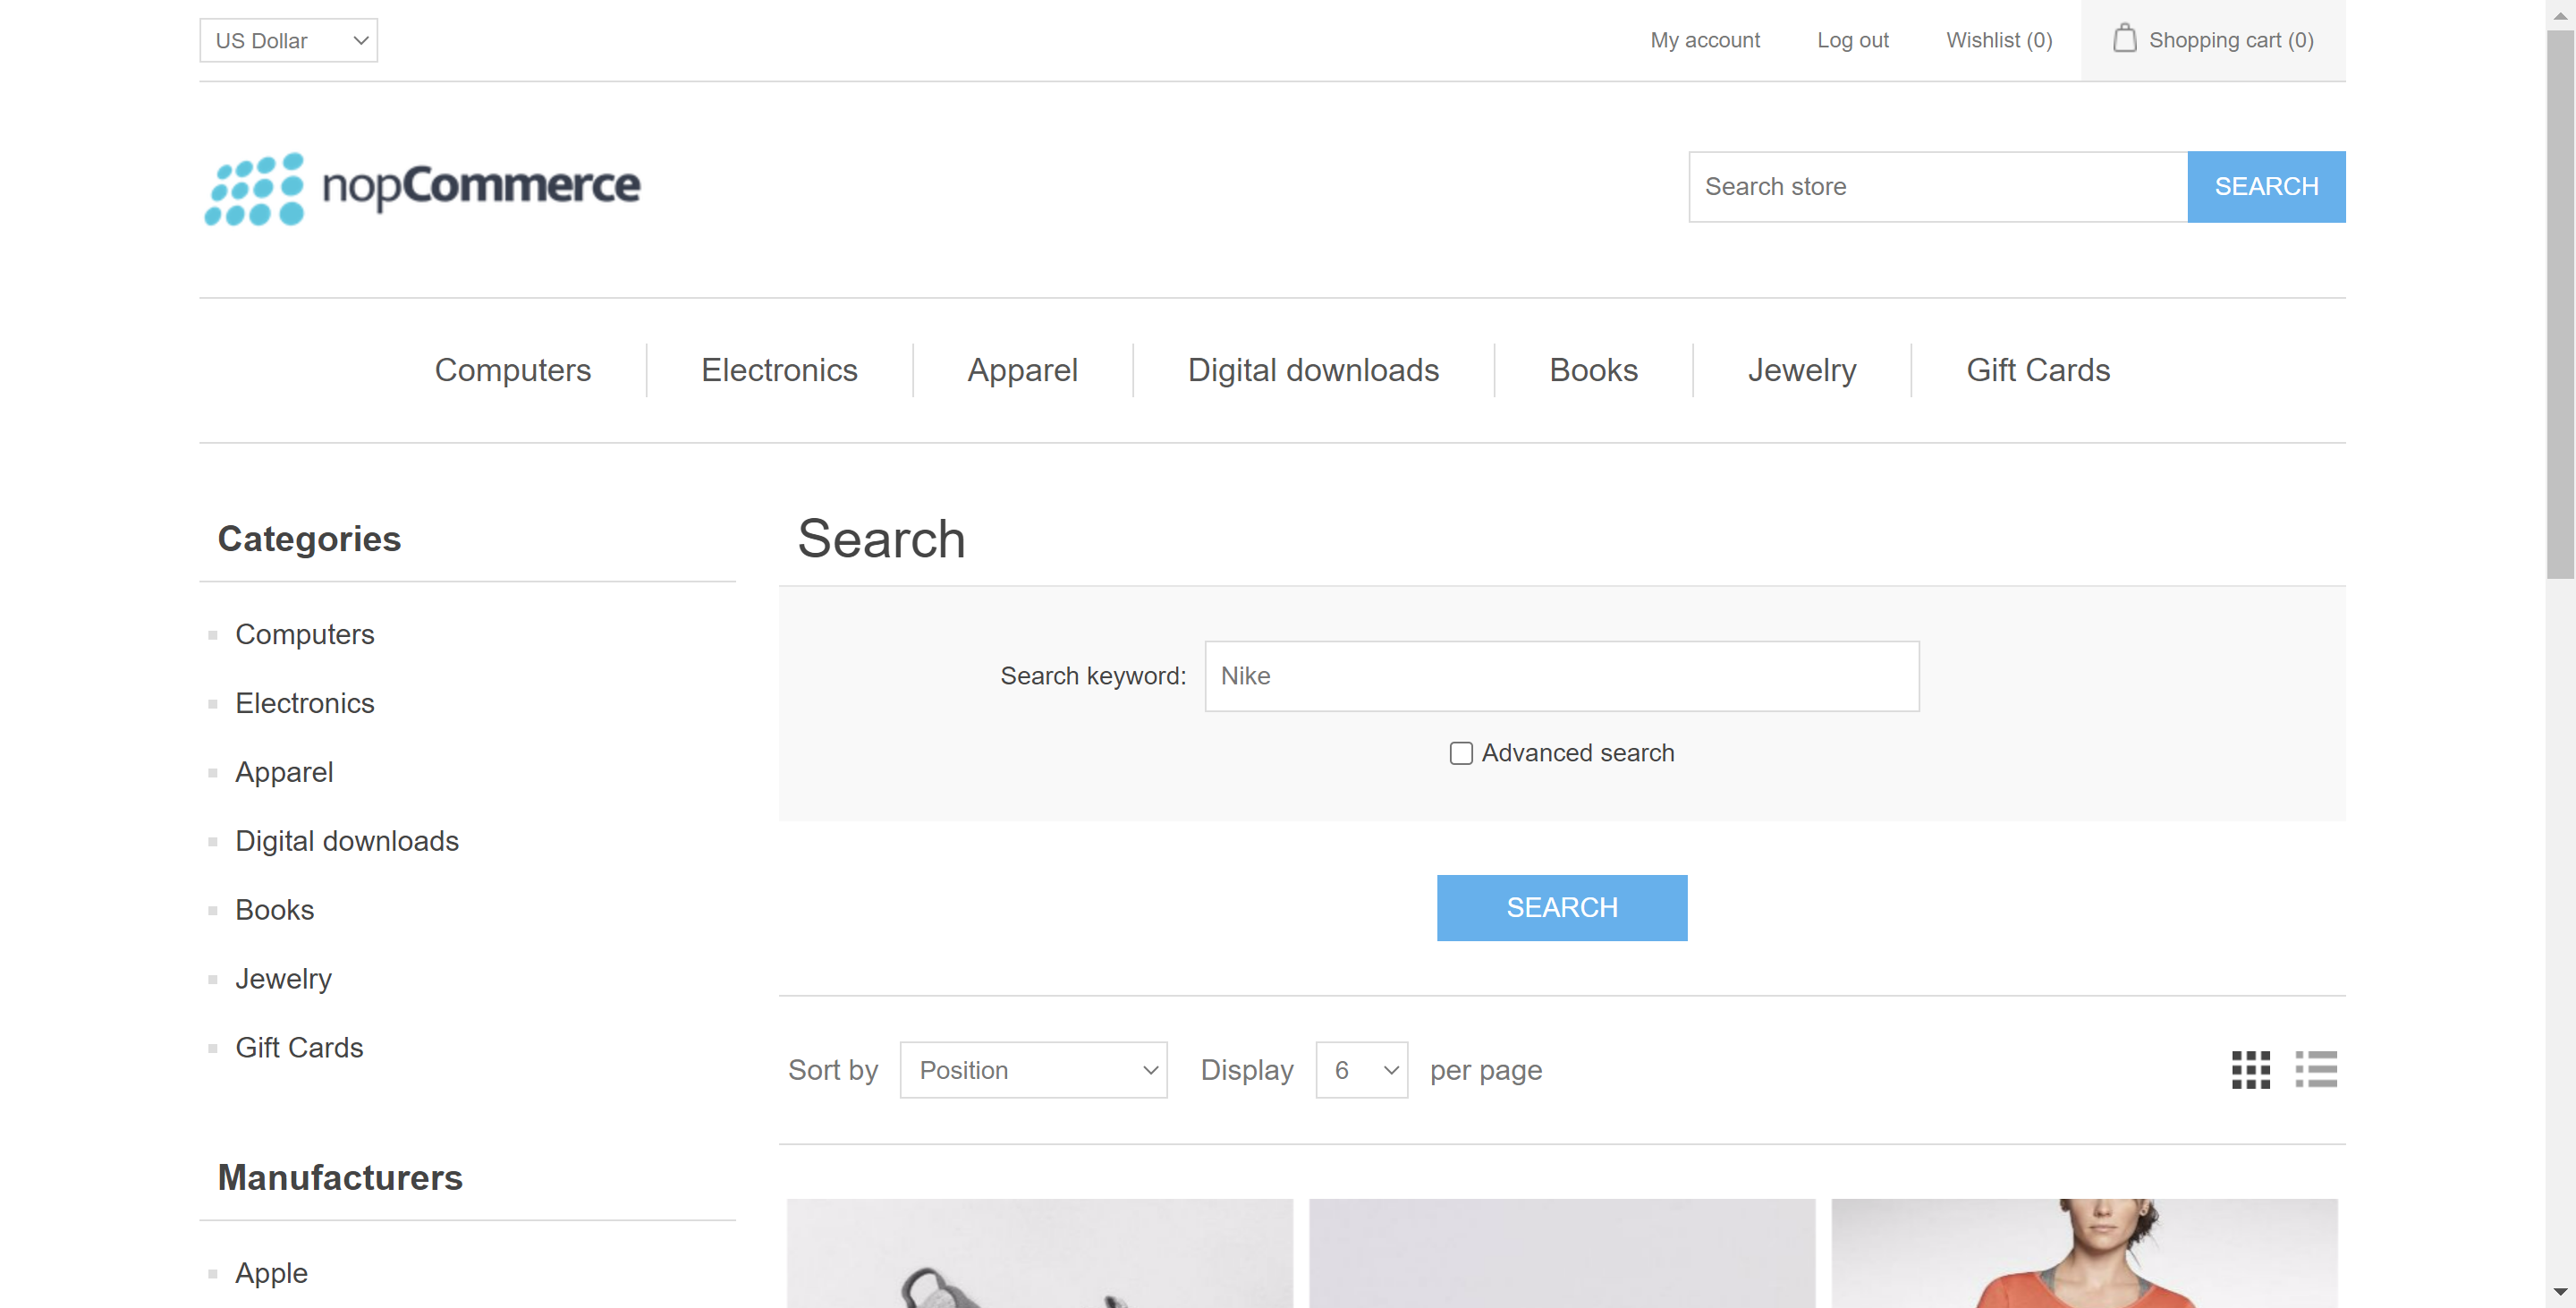 US Dollar
My account
Log out
Wishlist (0)
Shopping cart (0)
nopCommerce
Search store
SEARCH
Computers
Electronics
Apparel
Digital downloads
Books
Jewelry
Gift Cards
Categories
Computers
Electronics
Apparel
Digital downloads
Books
Jewelry
Gift Cards
Manufacturers
Apple
Search
Search keyword:
Nike
Advanced search
SEARCH
Sort by
Position
Display
6
per page